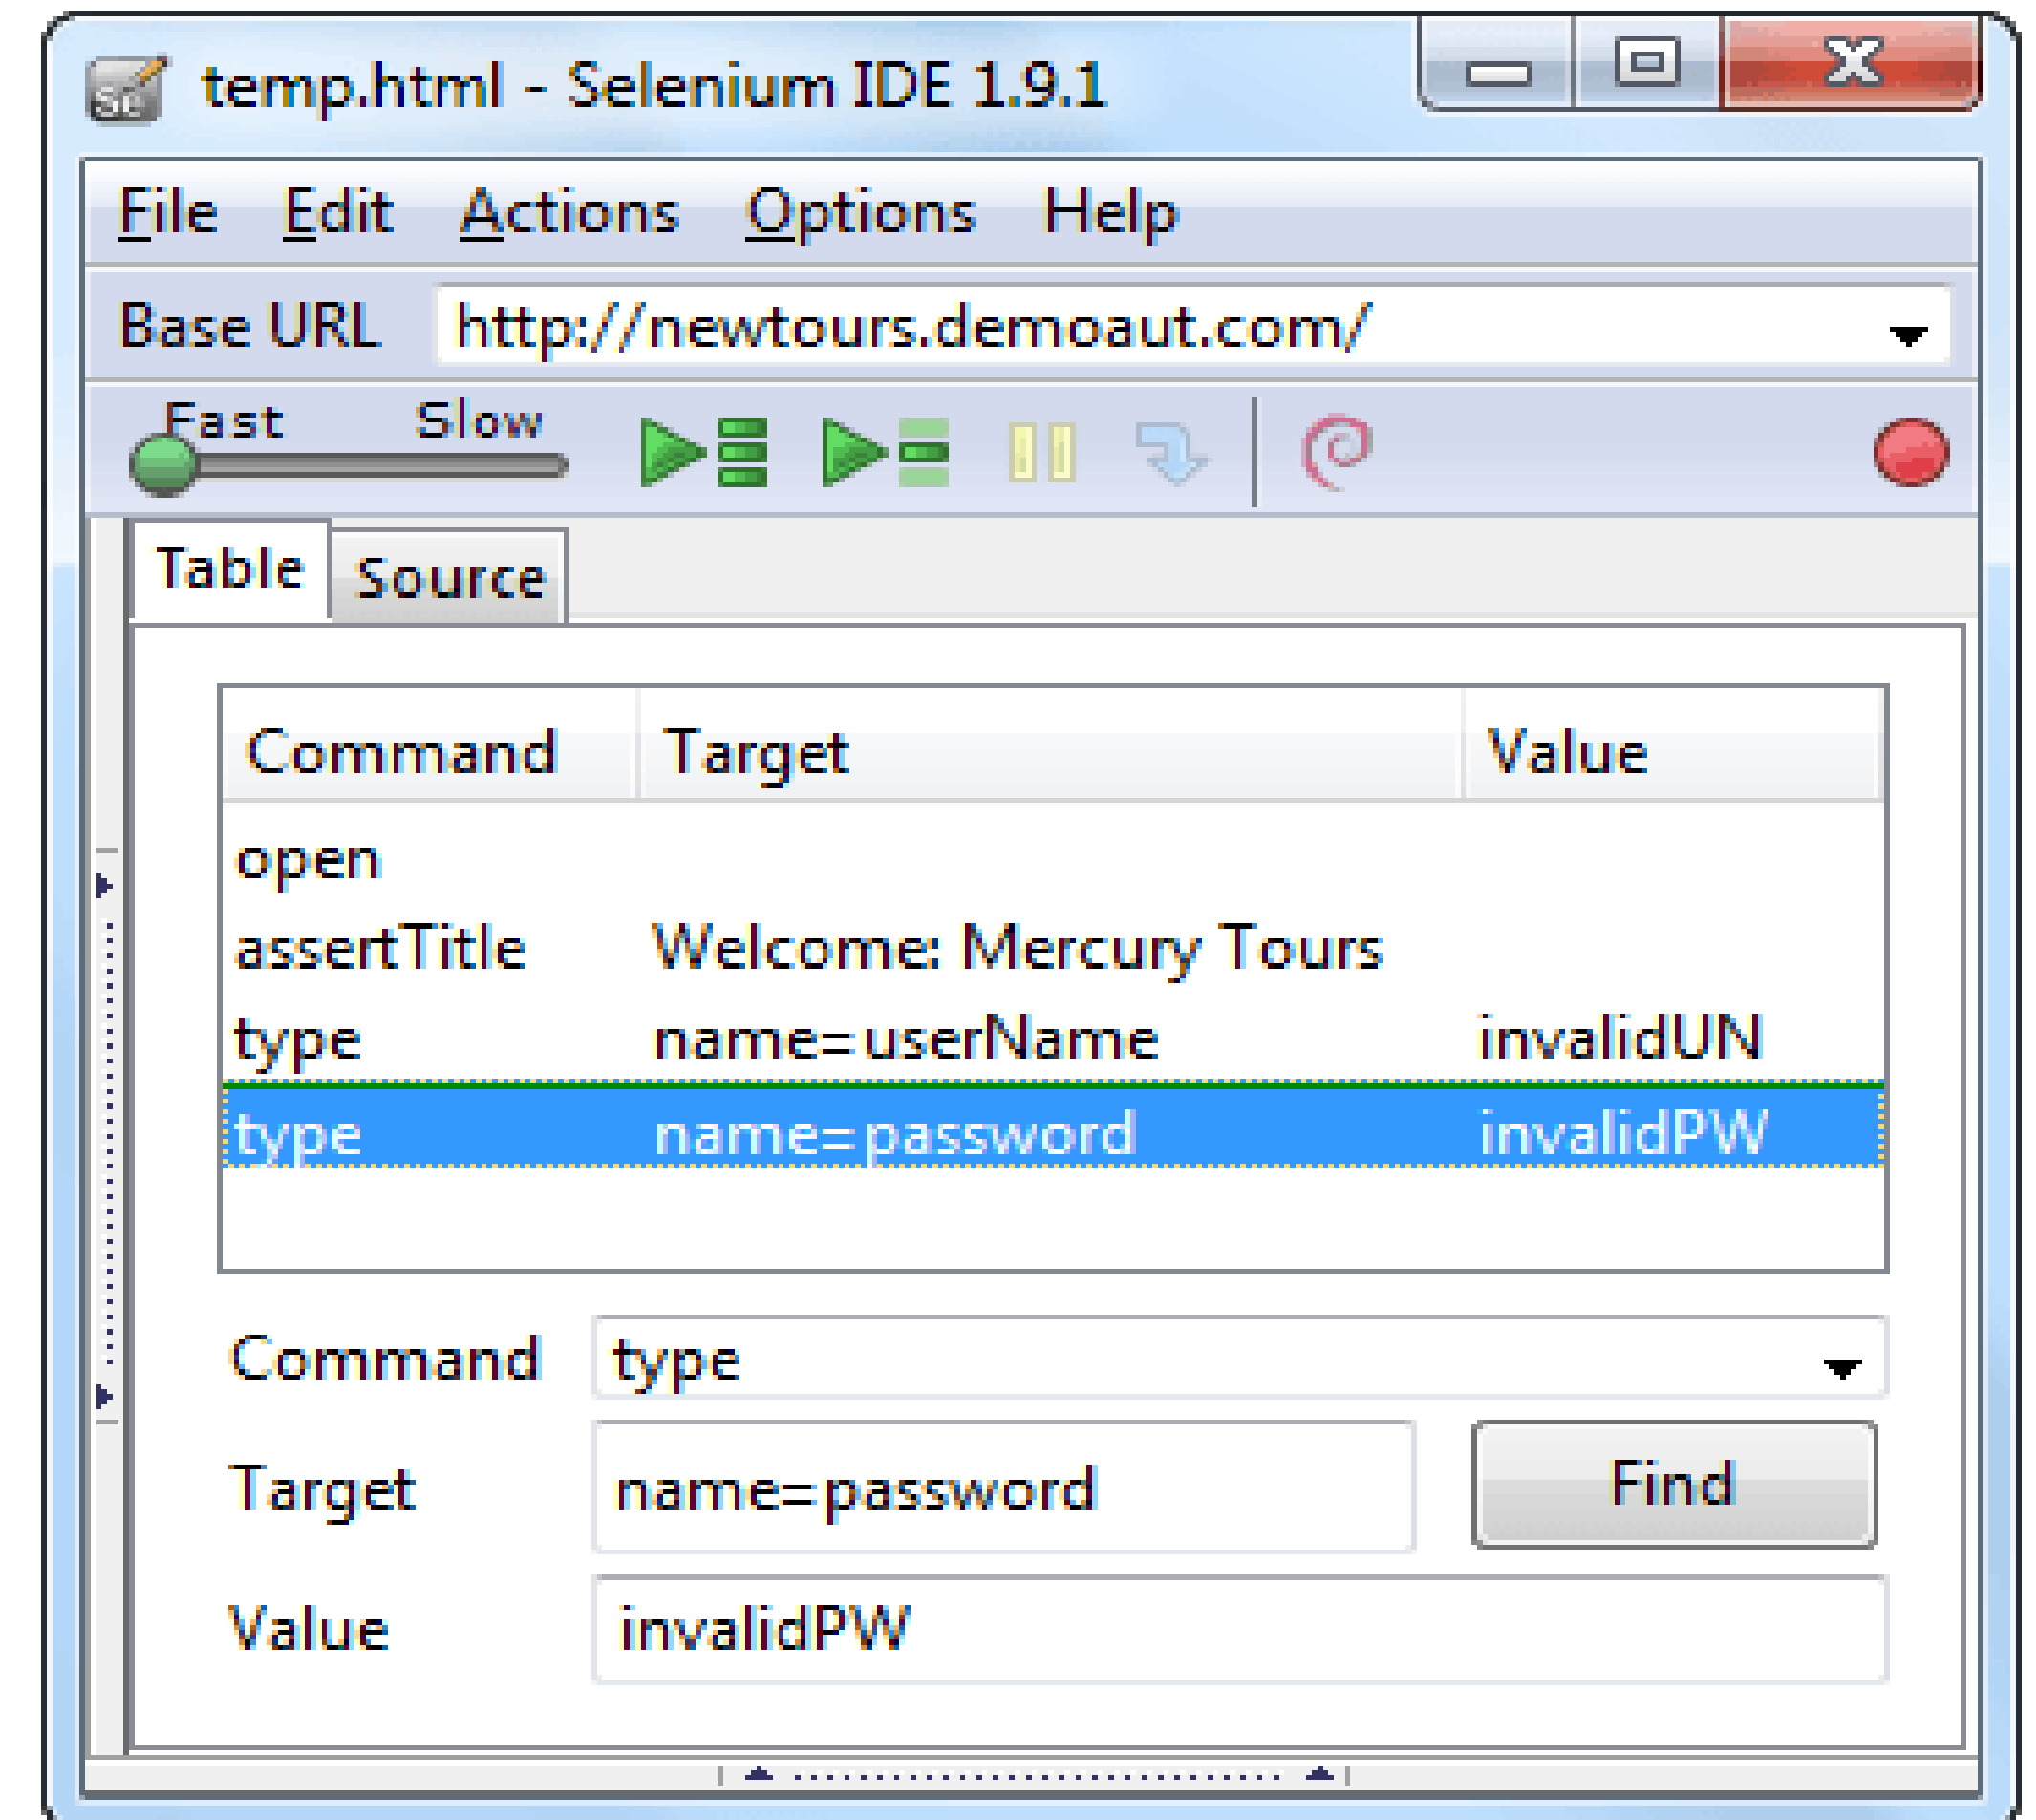 Se temp.html - Selenium IDE 1.9.1
File Edit Actions Options Help
Base URL http://newtours.demoaut.com/
Fast Slow
Table Source
Command Target Value
open
assertTitle Welcome: Mercury Tours
type name=userName invalidUN
type name=password invalidPW
Command type
Target name=password Find
Value invalidPW